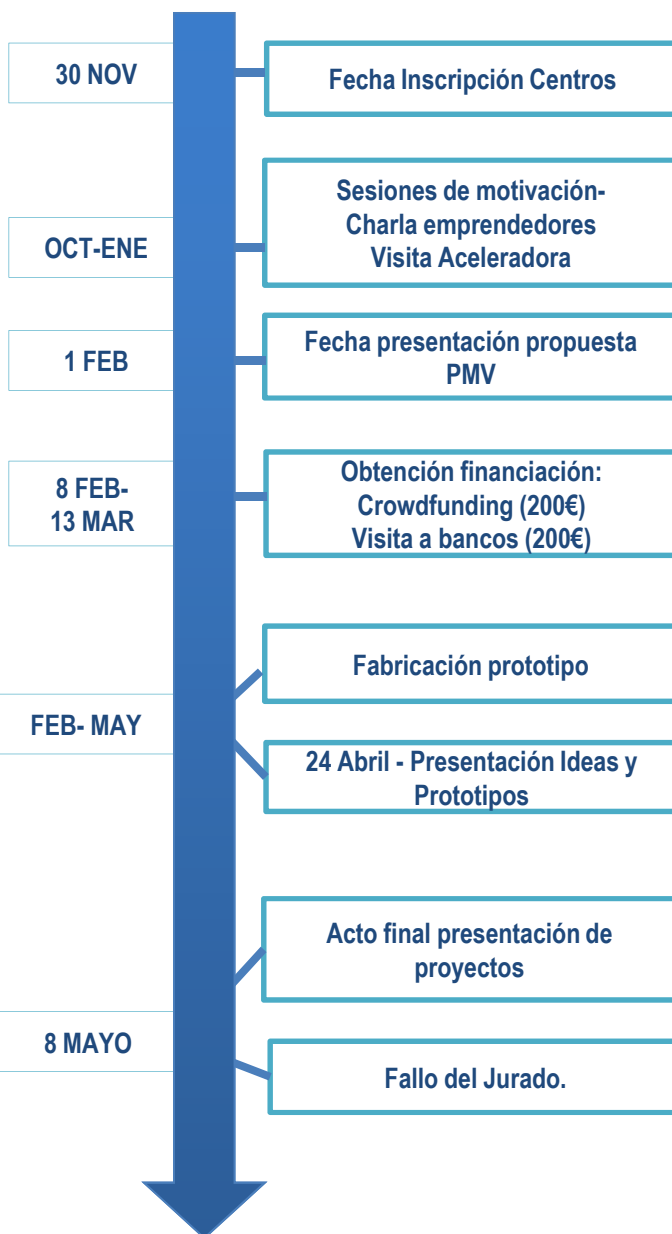 30 NOV
Fecha Inscripción Centros
OCT-ENE
Sesiones de motivación-
Charla emprendedores
Visita Aceleradora
1 FEB
Fecha presentación propuesta
PMV
8 FEB-
13 MAR
Obtención financiación:
Crowdfunding (200€)
Visita a bancos (200€)
FEB- MAY
Fabricación prototipo
24 Abril - Presentación Ideas y
Prototipos
8 MAYO
Acto final presentación de
proyectos
Fallo del Jurado.